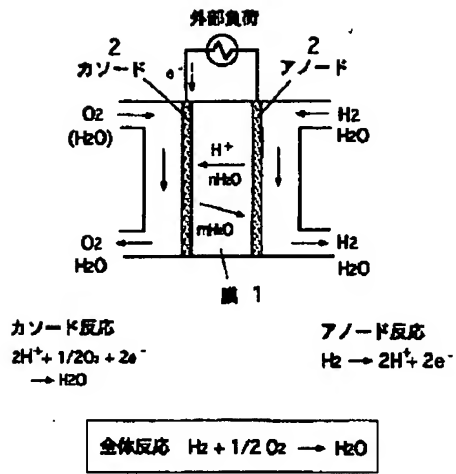 外部負荷
2
2
カソード
アノード
e⁻
O2
(H2O)
H2
H2O
H⁺
nH2O
mH2O
O2
H2O
H2
H2O
膜 1
カソード反応
2H⁺ + 1/2O2 + 2e⁻
→ H2O
アノード反応
H2 → 2H⁺ + 2e⁻
全体反応 H2 + 1/2 O2 → H2O